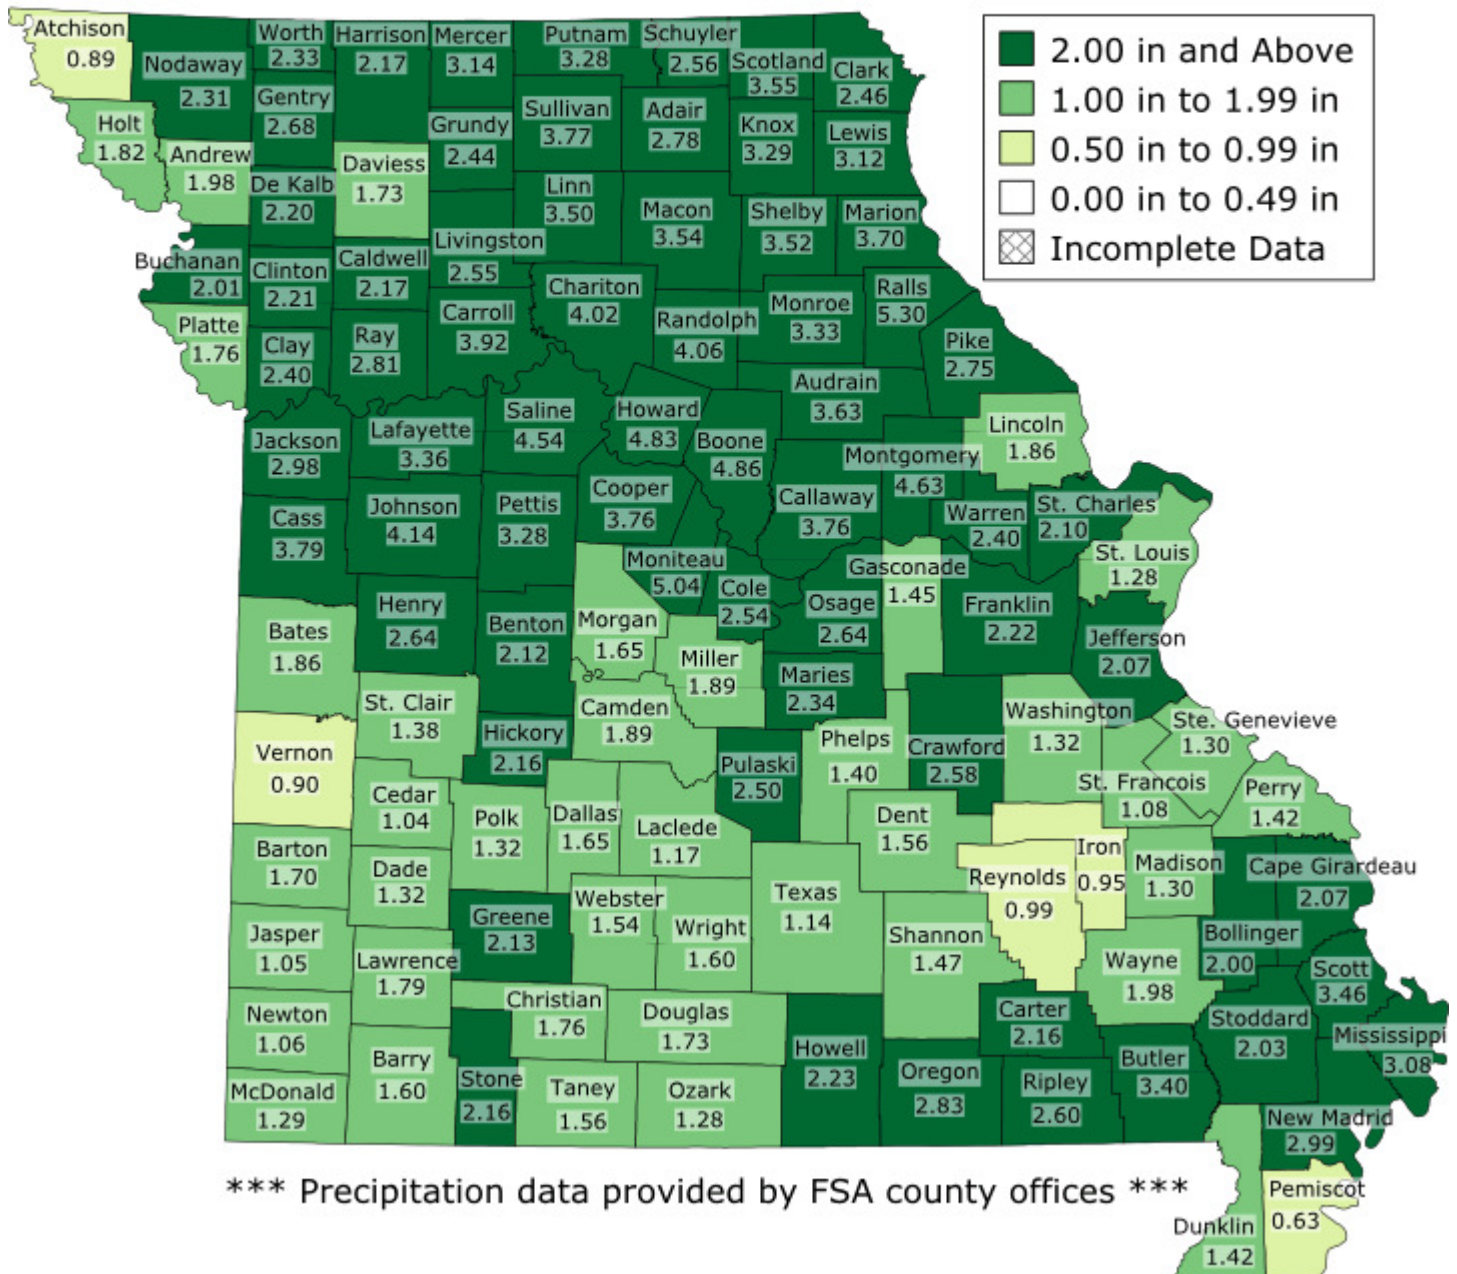 2.00 in and Above
1.00 in to 1.99 in
0.50 in to 0.99 in
0.00 in to 0.49 in
Incomplete Data
Atchison
0.89
Nodaway
2.31
Worth
2.33
Harrison
2.17
Mercer
3.14
Putnam
3.28
Schuyler
2.56
Scotland
3.55
Clark
2.46
Holt
1.82
Andrew
1.98
Gentry
2.68
De Kalb
2.20
Daviess
1.73
Grundy
2.44
Sullivan
3.77
Adair
2.78
Knox
3.29
Lewis
3.12
Linn
3.50
Macon
3.54
Shelby
3.52
Marion
3.70
Buchanan
2.01
Clinton
2.21
Caldwell
2.17
Livingston
2.55
Chariton
4.02
Randolph
4.06
Monroe
3.33
Ralls
5.30
Pike
2.75
Platte
1.76
Clay
2.40
Ray
2.81
Carroll
3.92
Audrain
3.63
Lincoln
1.86
Jackson
2.98
Lafayette
3.36
Saline
4.54
Howard
4.83
Boone
4.86
Montgomery
4.63
Callaway
3.76
Warren
2.40
St. Charles
2.10
St. Louis
1.28
Cass
3.79
Johnson
4.14
Pettis
3.28
Cooper
3.76
Moniteau
5.04
Cole
2.54
Osage
2.64
Gasconade
1.45
Franklin
2.22
Jefferson
2.07
Bates
1.86
Henry
2.64
Benton
2.12
Morgan
1.65
Miller
1.89
Maries
2.34
St. Clair
1.38
Hickory
2.16
Camden
1.89
Pulaski
2.50
Phelps
1.40
Crawford
2.58
Washington
1.32
Ste. Genevieve
1.30
St. Francois
1.08
Perry
1.42
Vernon
0.90
Cedar
1.04
Polk
1.32
Dallas
1.65
Laclede
1.17
Dent
1.56
Iron
0.95
Reynolds
0.99
Madison
1.30
Cape Girardeau
2.07
Barton
1.70
Dade
1.32
Greene
2.13
Webster
1.54
Wright
1.60
Texas
1.14
Shannon
1.47
Wayne
1.98
Bollinger
2.00
Scott
3.46
Jasper
1.05
Lawrence
1.79
Christian
1.76
Douglas
1.73
Howell
2.23
Carter
2.16
Stoddard
2.03
Mississippi
3.08
Newton
1.06
Barry
1.60
Stone
2.16
Taney
1.56
Ozark
1.28
Oregon
2.83
Ripley
2.60
Butler
3.40
McDonald
1.29
New Madrid
2.99
Pemiscot
0.63
Dunklin
1.42
*** Precipitation data provided by FSA county offices ***